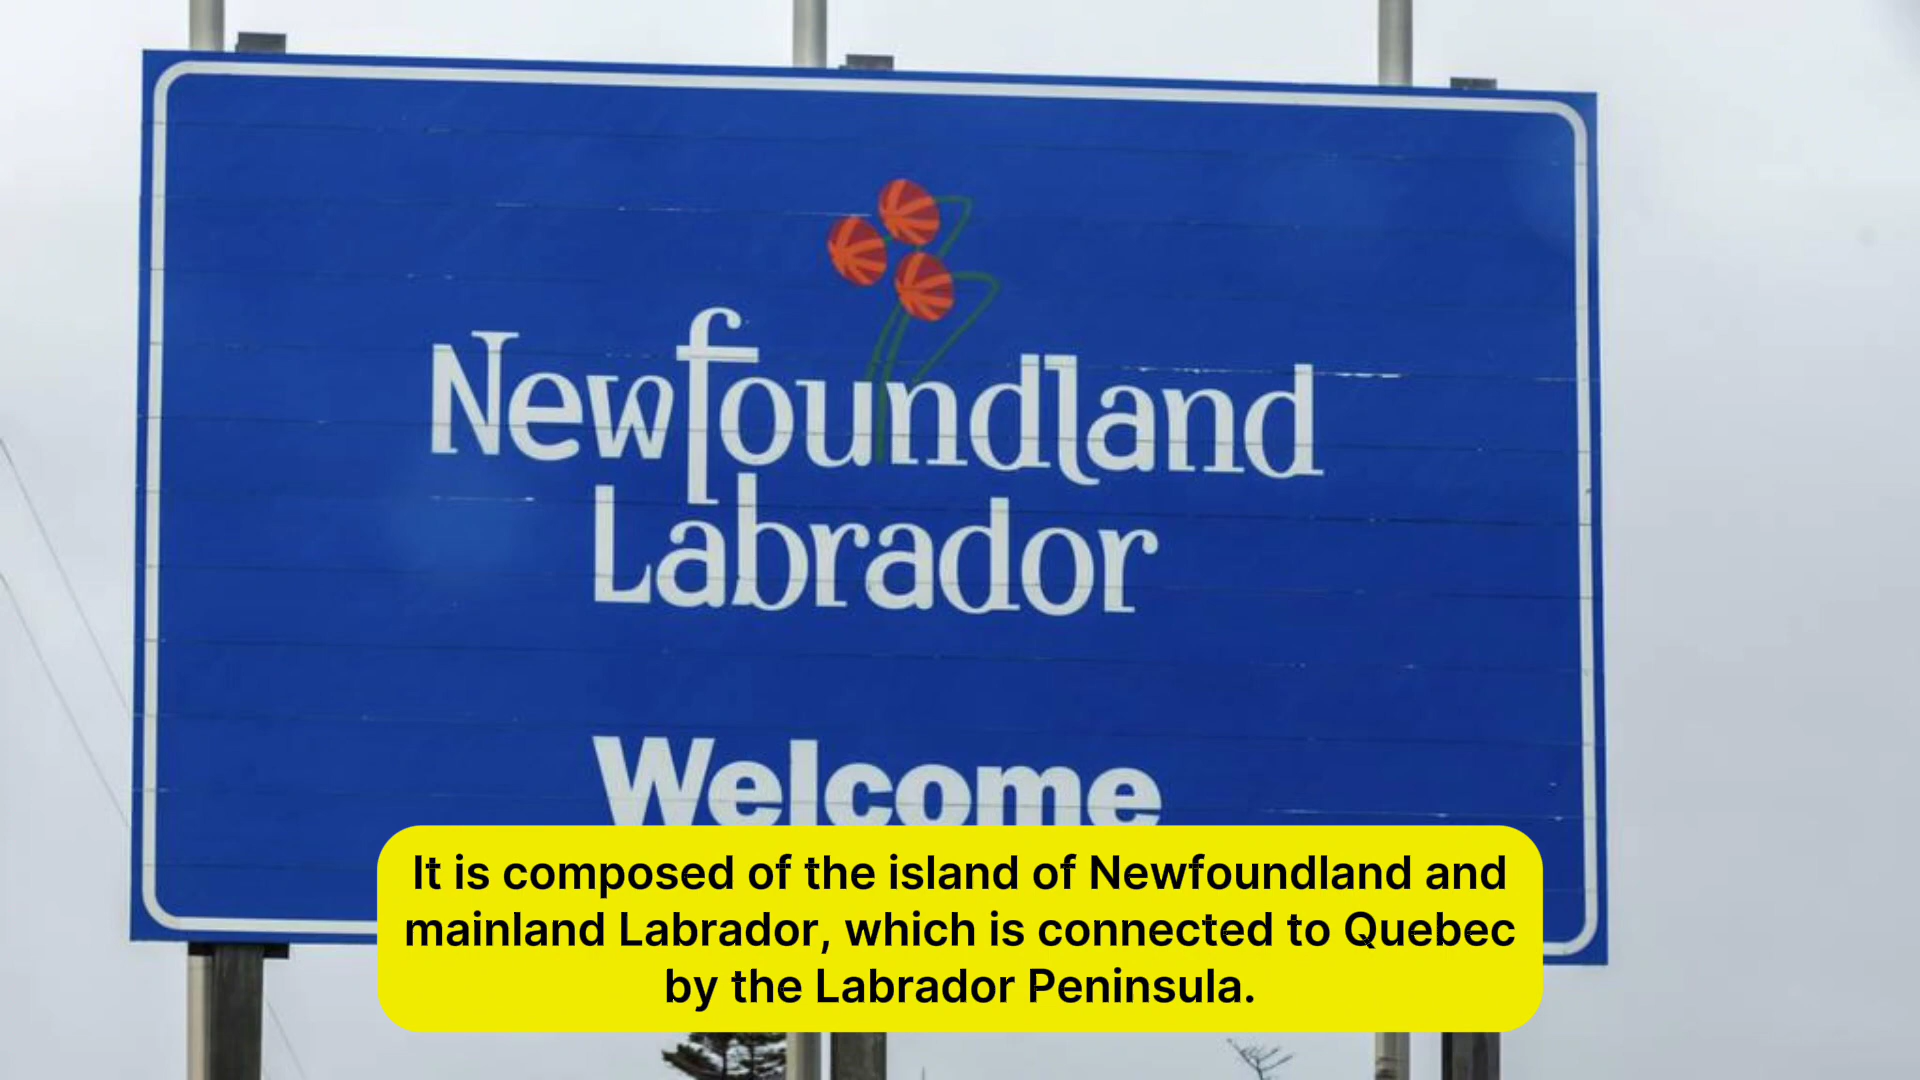 Newfoundland
Labrador
Welcome
It is composed of the island of Newfoundland and
mainland Labrador, which is connected to Quebec
by the Labrador Peninsula.